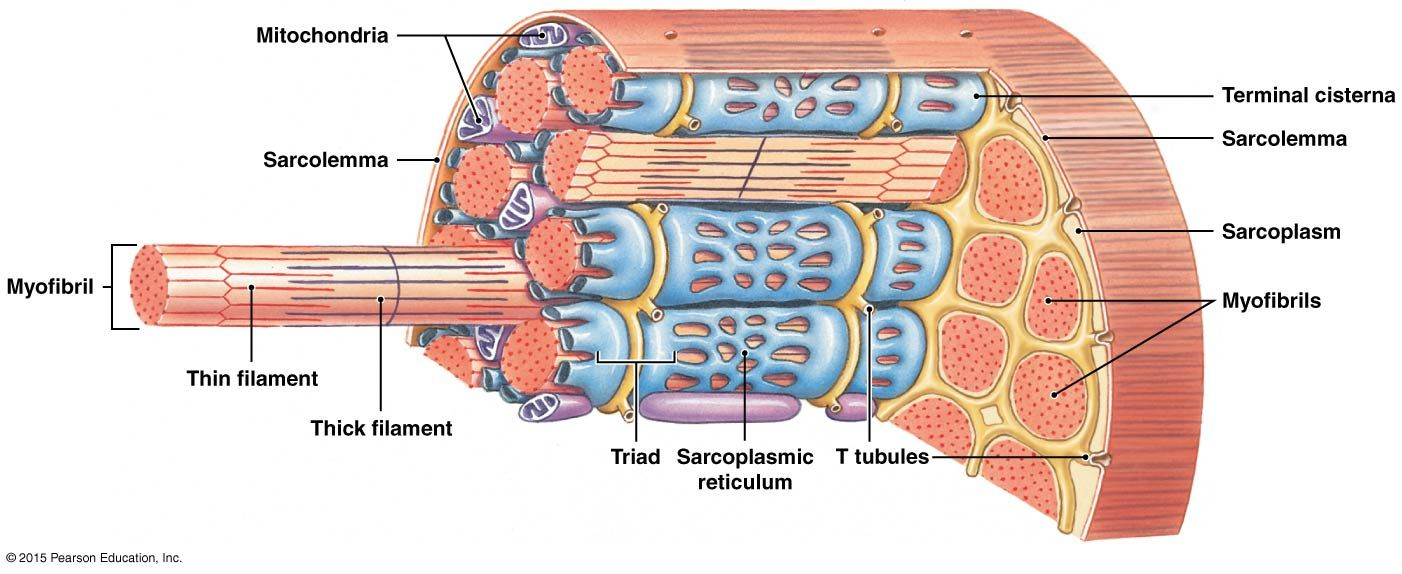 Mitochondria
Terminal cisterna
Sarcolemma
Sarcolemma
Sarcoplasm
Myofibril
Myofibrils
Thin filament
Thick filament
Triad
Sarcoplasmic
reticulum
T tubules
© 2015 Pearson Education, Inc.